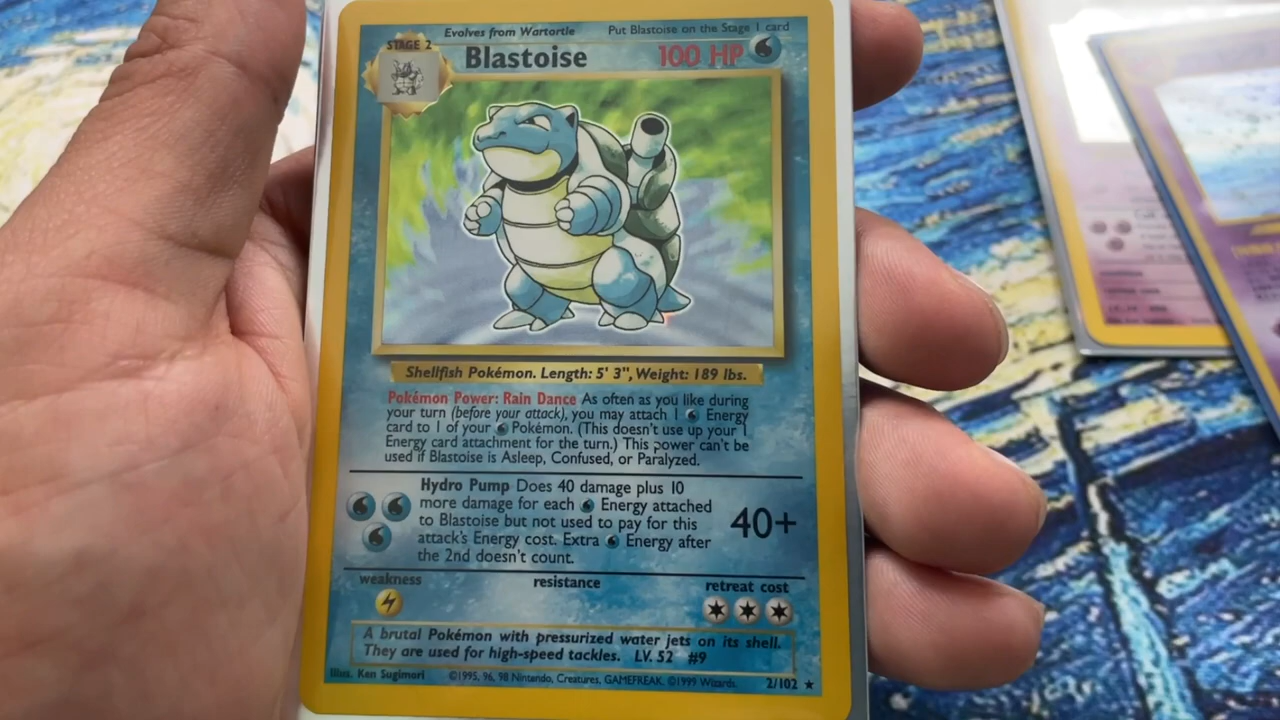 Evolves from Wartortle Put Blastoise on the Stage 1 card
STAGE 2
Blastoise 100 HP
Shellfish Pokémon. Length: 5' 3", Weight: 189 lbs.
Pokémon Power: Rain Dance As often as you like during
your turn (before your attack), you may attach 1 Energy
card to 1 of your Pokémon. (This doesn't use up your 1
Energy card attachment for the turn.) This power can't be
used if Blastoise is Asleep, Confused, or Paralyzed.
Hydro Pump Does 40 damage plus 10
more damage for each Energy attached
to Blastoise but not used to pay for this
attack's Energy cost. Extra Energy after
the 2nd doesn't count.
40+
weakness resistance retreat cost
A brutal Pokémon with pressurized water jets on its shell.
They are used for high-speed tackles. LV. 52 #9
Illus. Ken Sugimori ©1995, 96, 98 Nintendo, Creatures, GAMEFREAK. ©1999 Wizards. 2/102 ★